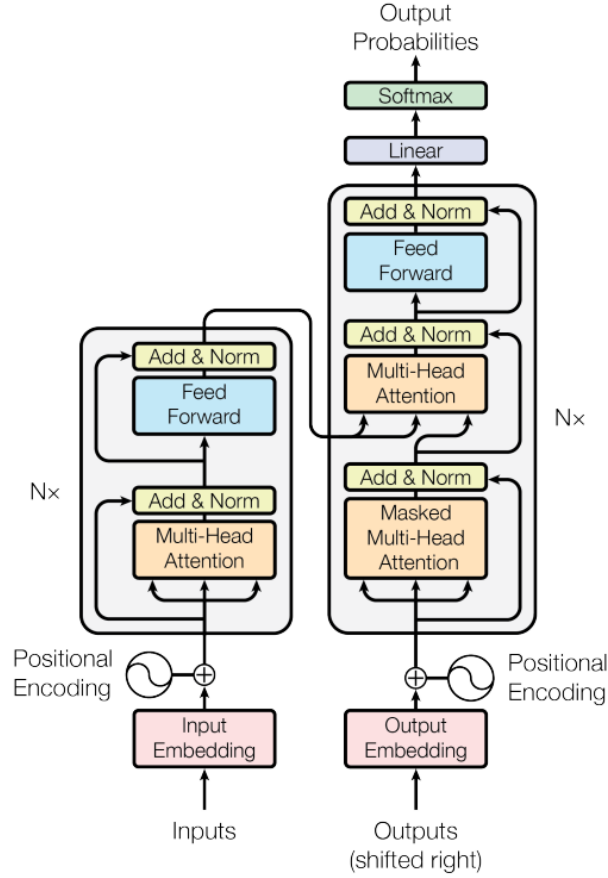 Output
Probabilities
Softmax
Linear
Add & Norm
Feed
Forward
Add & Norm
Multi-Head
Attention
Add & Norm
Masked
Multi-Head
Attention
N×
Add & Norm
Feed
Forward
Add & Norm
Multi-Head
Attention
N×
Positional
Encoding
Positional
Encoding
Input
Embedding
Output
Embedding
Inputs
Outputs
(shifted right)